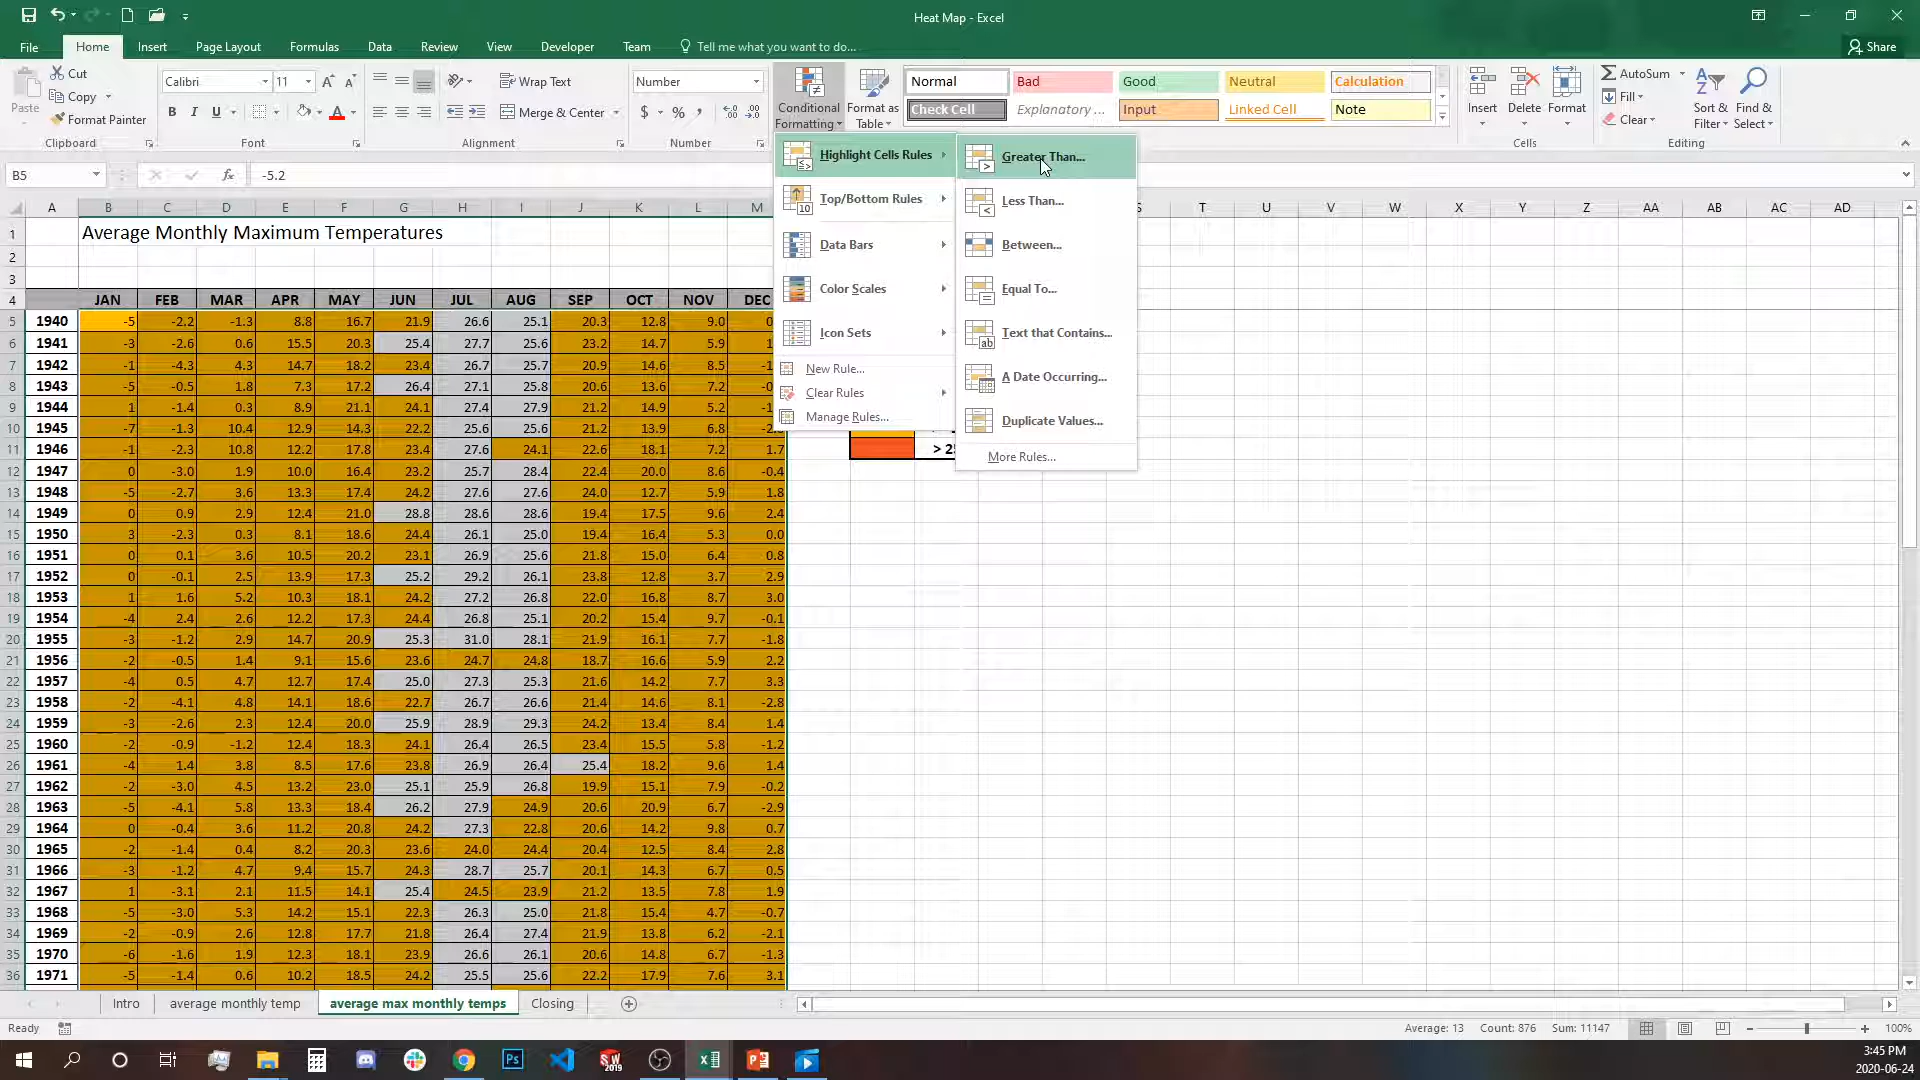 Heat Map - Excel
File Home Insert Page Layout Formulas Data Review View Developer Team Tell me what you want to do... Share
Paste Cut Copy Format Painter Clipboard
Calibri 11 B I U Font
Wrap Text Merge & Center Alignment
Number $ % Number
Conditional Formatting Format as Table
Normal Bad Good Neutral Calculation
Check Cell Explanatory ... Input Linked Cell Note
Insert Delete Format Cells
AutoSum Fill Clear Sort & Filter Find & Select Editing
B5 fx -5.2
Highlight Cells Rules
Top/Bottom Rules
Data Bars
Color Scales
Icon Sets
New Rule...
Clear Rules
Manage Rules...
Greater Than...
Less Than...
Between...
Equal To...
Text that Contains...
A Date Occurring...
Duplicate Values...
More Rules...
A B C D E F G H I J K L M S T U V W X Y Z AA AB AC AD
1 Average Monthly Maximum Temperatures
2
3
4 JAN FEB MAR APR MAY JUN JUL AUG SEP OCT NOV DEC
5 1940 -5 -2.2 -1.3 8.8 16.7 21.9 26.6 25.1 20.3 12.8 9.0
6 1941 -3 -2.6 0.6 15.5 20.3 25.4 27.7 25.6 23.2 14.7 5.9
7 1942 -1 -4.3 4.3 14.7 18.2 23.4 26.7 25.7 20.9 14.6 8.5
8 1943 -5 -0.5 1.8 7.3 17.2 26.4 27.1 25.8 20.6 13.6 7.2
9 1944 1 -1.4 0.3 8.9 21.1 24.1 27.4 27.9 21.2 14.9 5.2
10 1945 -7 -1.3 10.4 12.9 14.3 22.2 25.6 25.6 21.2 13.9 6.8
11 1946 -1 -2.3 10.8 12.2 17.8 23.4 27.6 24.1 22.6 18.1 7.2 1.7 > 25
12 1947 0 -3.0 1.9 10.0 16.4 23.2 25.7 28.4 22.4 20.0 8.6 -0.4
13 1948 -5 -2.7 3.6 13.3 17.4 24.2 27.6 27.6 24.0 12.7 5.9 1.8
14 1949 0 0.9 2.9 12.4 21.0 28.8 28.6 28.6 19.4 17.5 9.6 2.4
15 1950 3 -2.3 0.3 8.1 18.6 24.4 26.1 25.0 19.4 16.4 5.3 0.0
16 1951 0 0.1 3.6 10.5 20.2 23.1 26.9 25.6 21.8 15.0 6.4 0.8
17 1952 0 -0.1 2.5 13.9 17.3 25.2 29.2 26.1 23.8 12.8 3.7 2.9
18 1953 1 1.6 5.2 10.3 18.1 24.2 27.2 26.8 22.0 16.8 8.7 3.0
19 1954 -4 2.4 2.6 12.2 17.3 24.4 26.8 25.1 20.2 15.4 9.7 -0.1
20 1955 -3 -1.2 2.9 14.7 20.9 25.3 31.0 28.1 21.9 16.1 7.7 -1.8
21 1956 -2 -0.5 1.4 9.1 15.6 23.6 24.7 24.8 18.7 16.6 5.9 2.2
22 1957 -4 0.5 4.7 12.7 17.4 25.0 27.3 25.3 21.6 14.2 7.7 3.3
23 1958 -2 -4.1 4.8 14.1 18.6 22.7 26.7 26.6 21.4 14.6 8.1 -2.8
24 1959 -3 -2.6 2.3 12.4 20.0 25.9 28.9 29.3 24.2 13.4 8.4 1.4
25 1960 -2 -0.9 -1.2 12.4 18.3 24.1 26.4 26.5 23.4 15.5 5.8 -1.2
26 1961 -4 1.4 3.8 8.5 17.6 23.8 26.9 26.4 25.4 18.2 9.6 1.4
27 1962 -2 -3.0 4.5 13.2 23.0 25.1 25.9 26.8 19.9 15.1 7.9 -0.2
28 1963 -5 -4.1 5.8 13.3 18.4 26.2 27.9 24.9 20.6 20.9 6.7 -2.9
29 1964 0 -0.4 3.6 11.2 20.8 24.2 27.3 22.8 20.6 14.2 9.8 0.7
30 1965 -2 -1.4 0.4 8.2 20.3 23.6 24.0 24.4 20.4 12.5 8.4 2.8
31 1966 -3 -1.2 4.7 9.4 15.7 24.3 28.7 25.7 20.1 14.3 6.7 0.5
32 1967 1 -3.1 2.1 11.5 14.1 25.4 24.5 23.9 21.2 13.5 7.8 1.9
33 1968 -5 -3.0 5.3 14.2 15.1 22.3 26.3 25.0 21.8 15.4 4.7 -0.7
34 1969 -2 -0.9 2.6 12.8 17.7 21.8 26.4 27.4 21.9 13.8 6.2 -2.1
35 1970 -6 -1.6 1.9 12.3 18.1 23.9 26.6 26.1 20.6 14.8 6.7 -1.3
36 1971 -5 -1.4 0.6 10.2 18.5 24.2 25.5 25.6 22.2 17.9 7.6 3.1
Intro average monthly temp average max monthly temps Closing
Ready Average: 13 Count: 876 Sum: 11147 100%
3:45 PM
2020-06-24